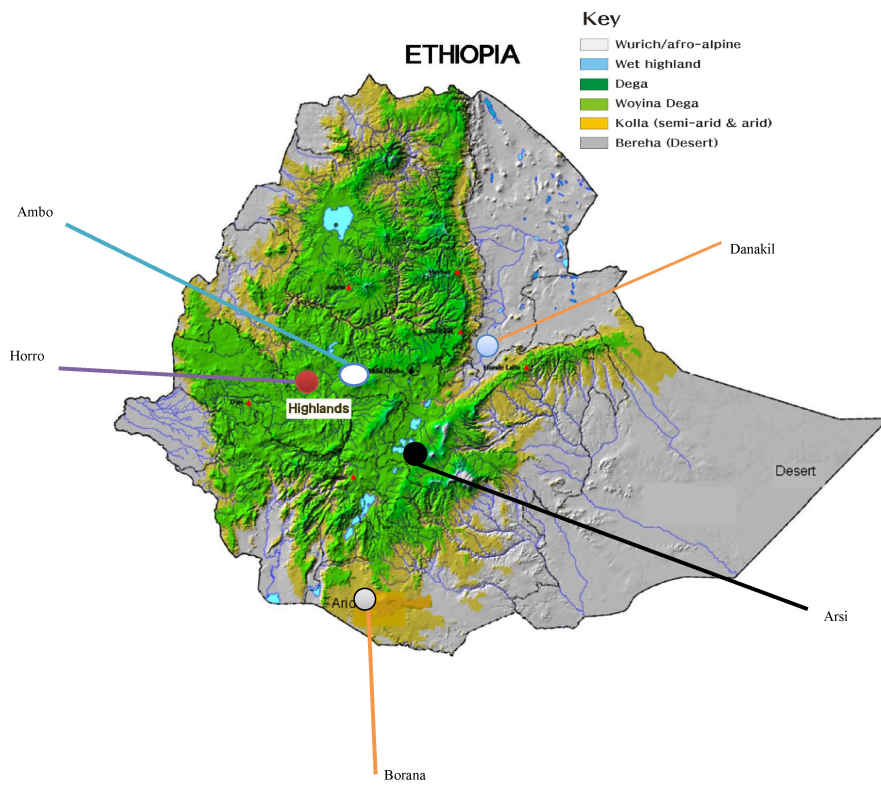 Key
ETHIOPIA
Wurich/afro-alpine
Wet highland
Dega
Woyina Dega
Kolla (semi-arid & arid)
Bereha (Desert)
Ambo
Danakil
Horro
Highlands
Desert
Arsi
Borana